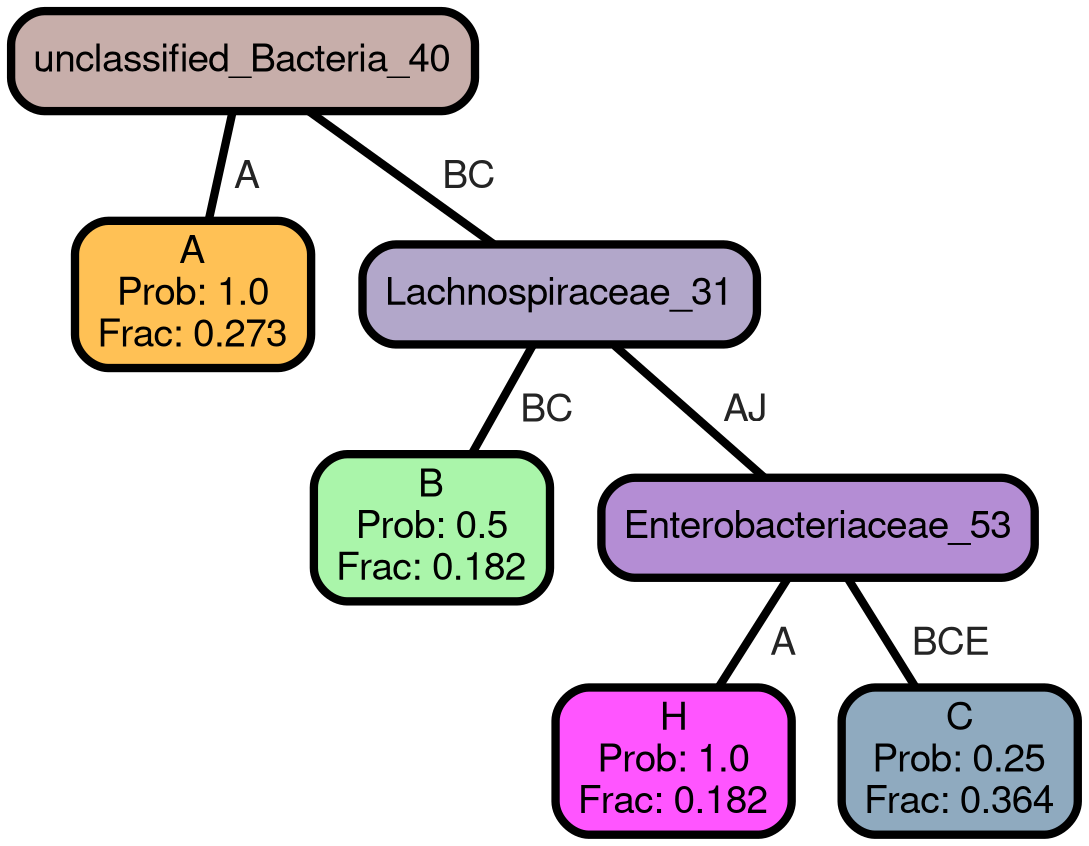 unclassified_Bacteria_40
A
BC
A
Prob: 1.0
Frac: 0.273
Lachnospiraceae_31
BC
AJ
B
Prob: 0.5
Frac: 0.182
Enterobacteriaceae_53
A
BCE
H
Prob: 1.0
Frac: 0.182
C
Prob: 0.25
Frac: 0.364